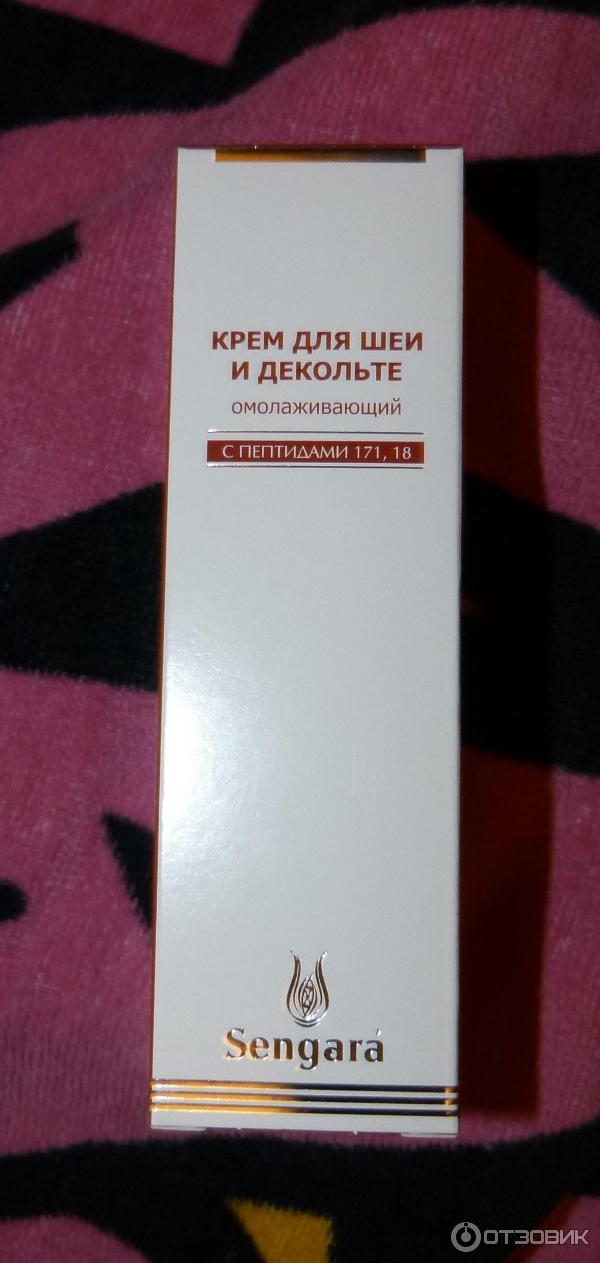 КРЕМ ДЛЯ ШЕИ
И ДЕКОЛЬТЕ
омолаживающий
С ПЕПТИДАМИ 171, 18
Sengará
ОТЗОВИК